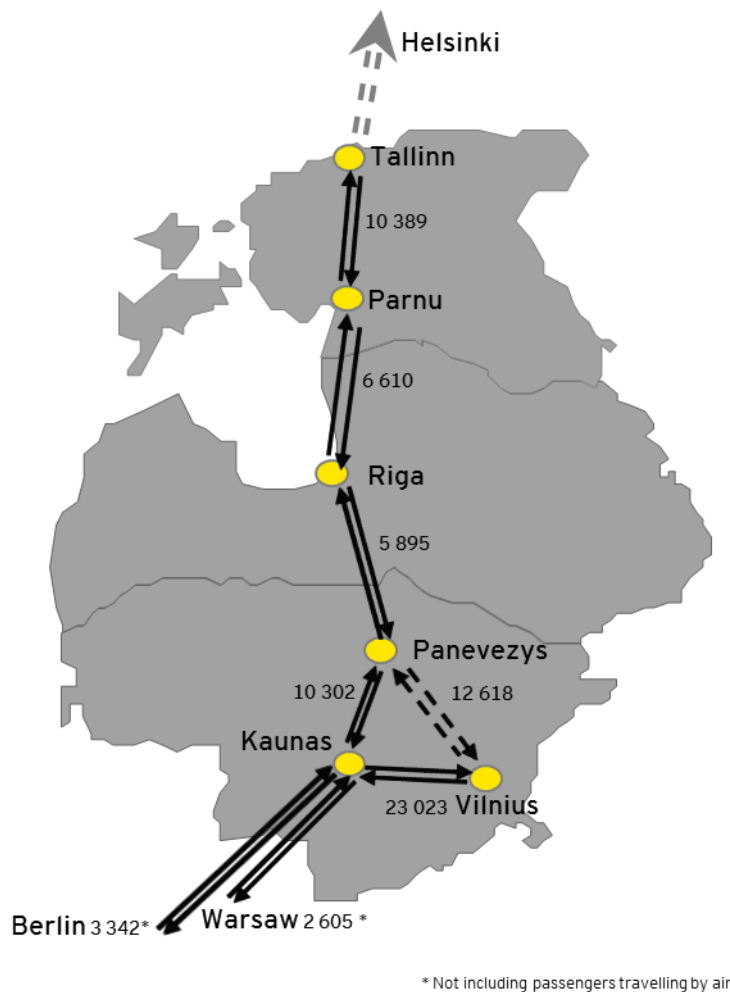 Helsinki
Tallinn
10 389
Parnu
6 610
Riga
5 895
Panevezys
10 302
12 618
Kaunas
23 023 Vilnius
Berlin 3 342*
Warsaw 2 605 *
* Not including passengers travelling by air